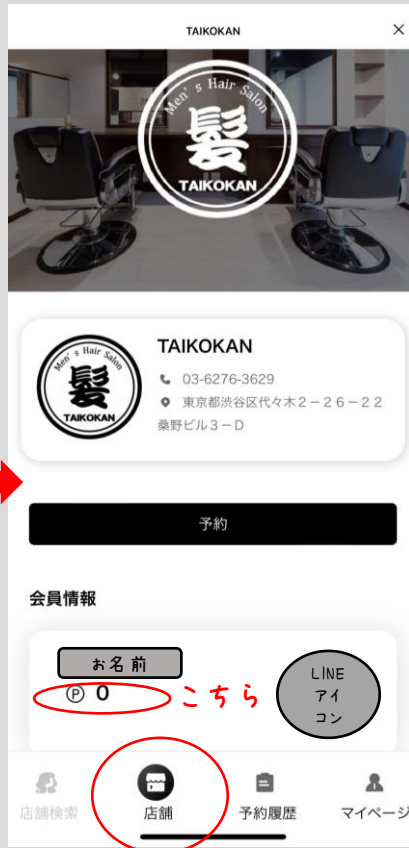 TAIKOKAN
Men's Hair Salon
髪
TAIKOKAN
Men's Hair Salon
髪
TAIKOKAN
TAIKOKAN
03-6276-3629
東京都渋谷区代々木2－26－22
桑野ビル3－D
予約
会員情報
お名前
Ⓟ 0
こちら
LINE
アイ
コン
店舗検索
店舗
予約履歴
マイページ